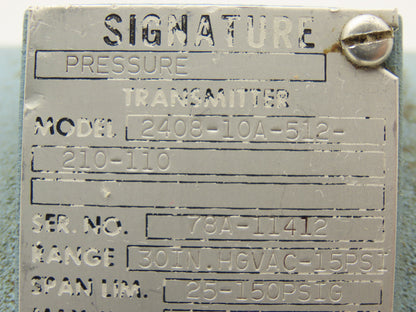 SIGNATURE
PRESSURE
TRANSMITTER
MODEL 2408-10A-512-
210-110
SER. NO. 78A-11412
RANGE 30IN.HGVAC-15PSI
SPAN LIM. 25-150PSIG